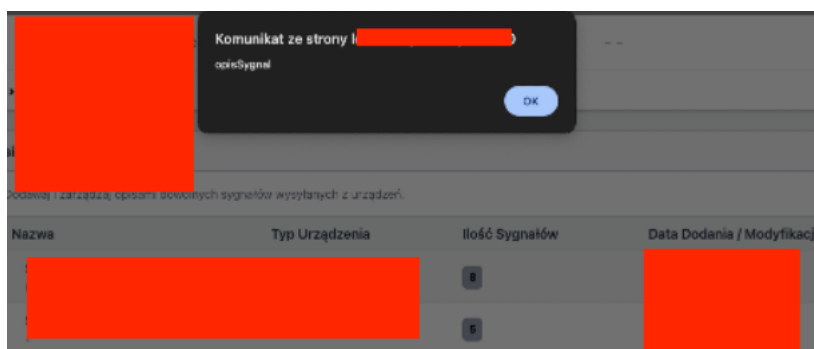 Komunikat ze strony
opisSygnal
OK
Dodawaj i zarządzaj opisami dowolnych sygnałów wysyłanych z urządzeń.
Nazwa Typ Urządzenia Ilość Sygnałów Data Dodania / Modyfikacj
8
5